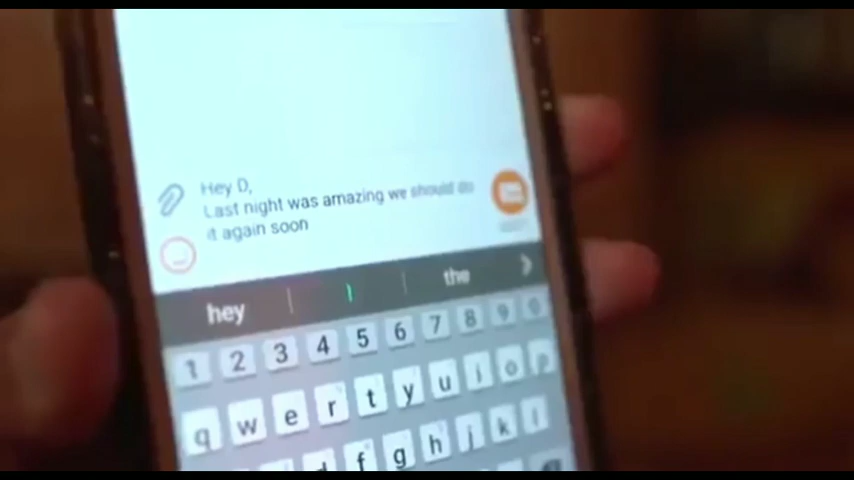 Hey D,
Last night was amazing we should do
it again soon
hey I the
1 2 3 4 5 6 7 8 9 0
q w e r t y u i o p
d f g h j k l